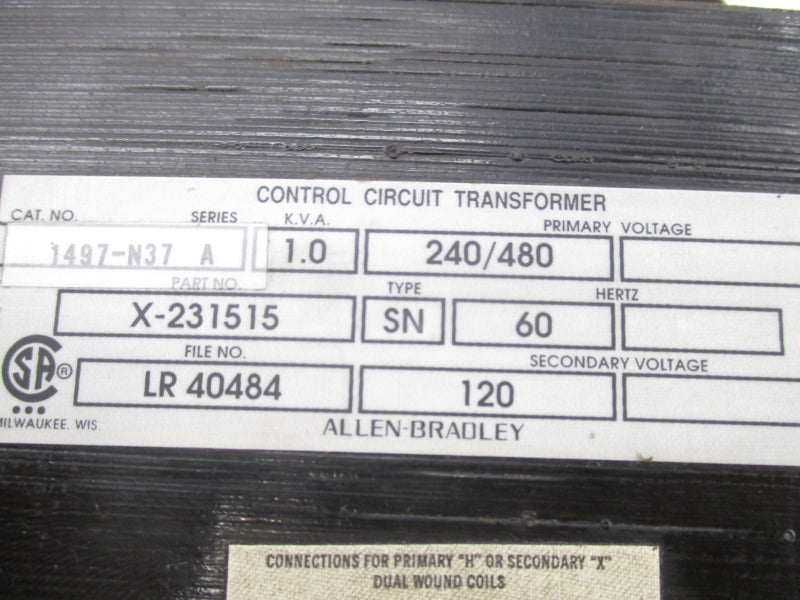 CONTROL CIRCUIT TRANSFORMER
CAT. NO. SERIES K.V.A. PRIMARY VOLTAGE
1497-N37 A 1.0 240/480
PART NO. TYPE HERTZ
X-231515 SN 60
FILE NO. SECONDARY VOLTAGE
SA® LR 40484 120
MILWAUKEE, WIS. ALLEN-BRADLEY
CONNECTIONS FOR PRIMARY "H" OR SECONDARY "X"
DUAL WOUND COILS